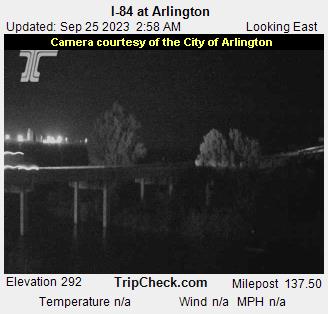 I-84 at Arlington
Updated: Sep 25 2023 2:58 AM Looking East
Camera courtesy of the City of Arlington
Elevation 292 TripCheck.com Milepost 137.50
Temperature n/a Wind n/a MPH n/a